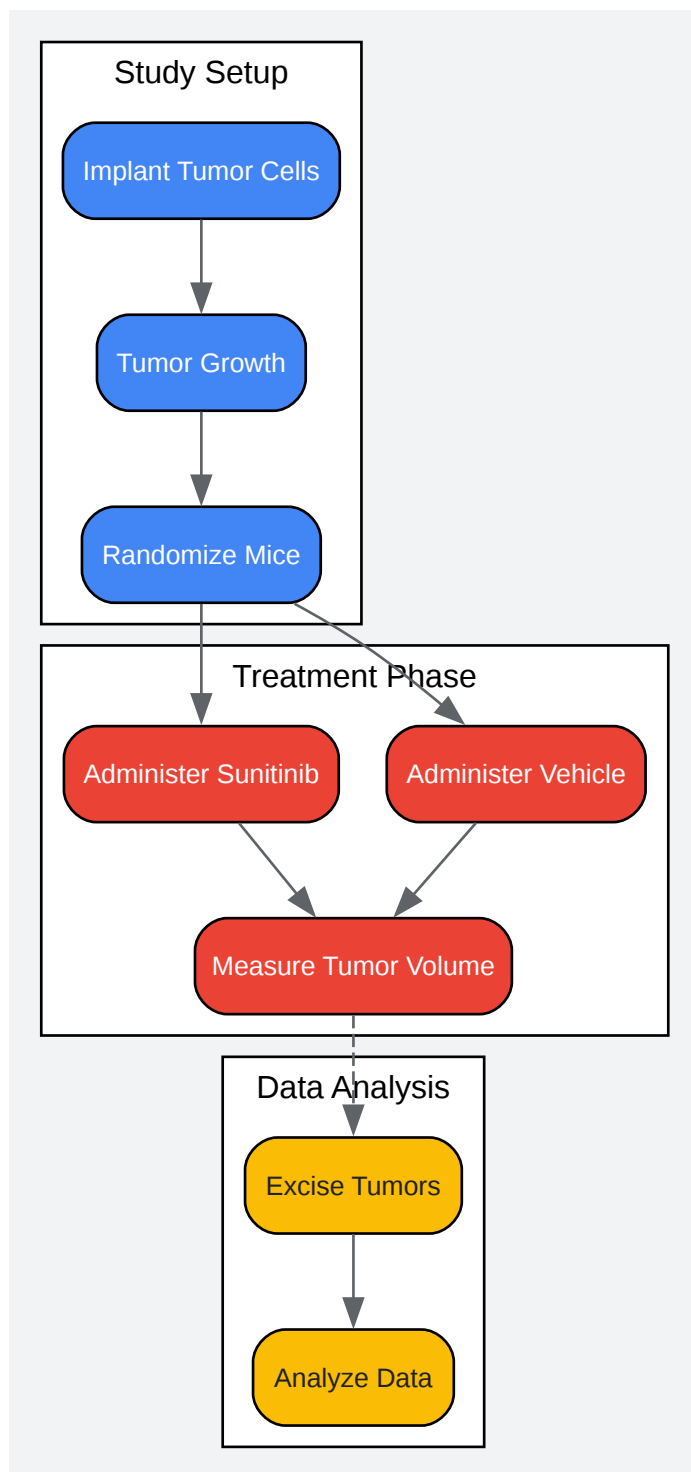 Study Setup
Implant Tumor Cells
Tumor Growth
Randomize Mice
Treatment Phase
Administer Sunitinib
Administer Vehicle
Measure Tumor Volume
Data Analysis
Excise Tumors
Analyze Data